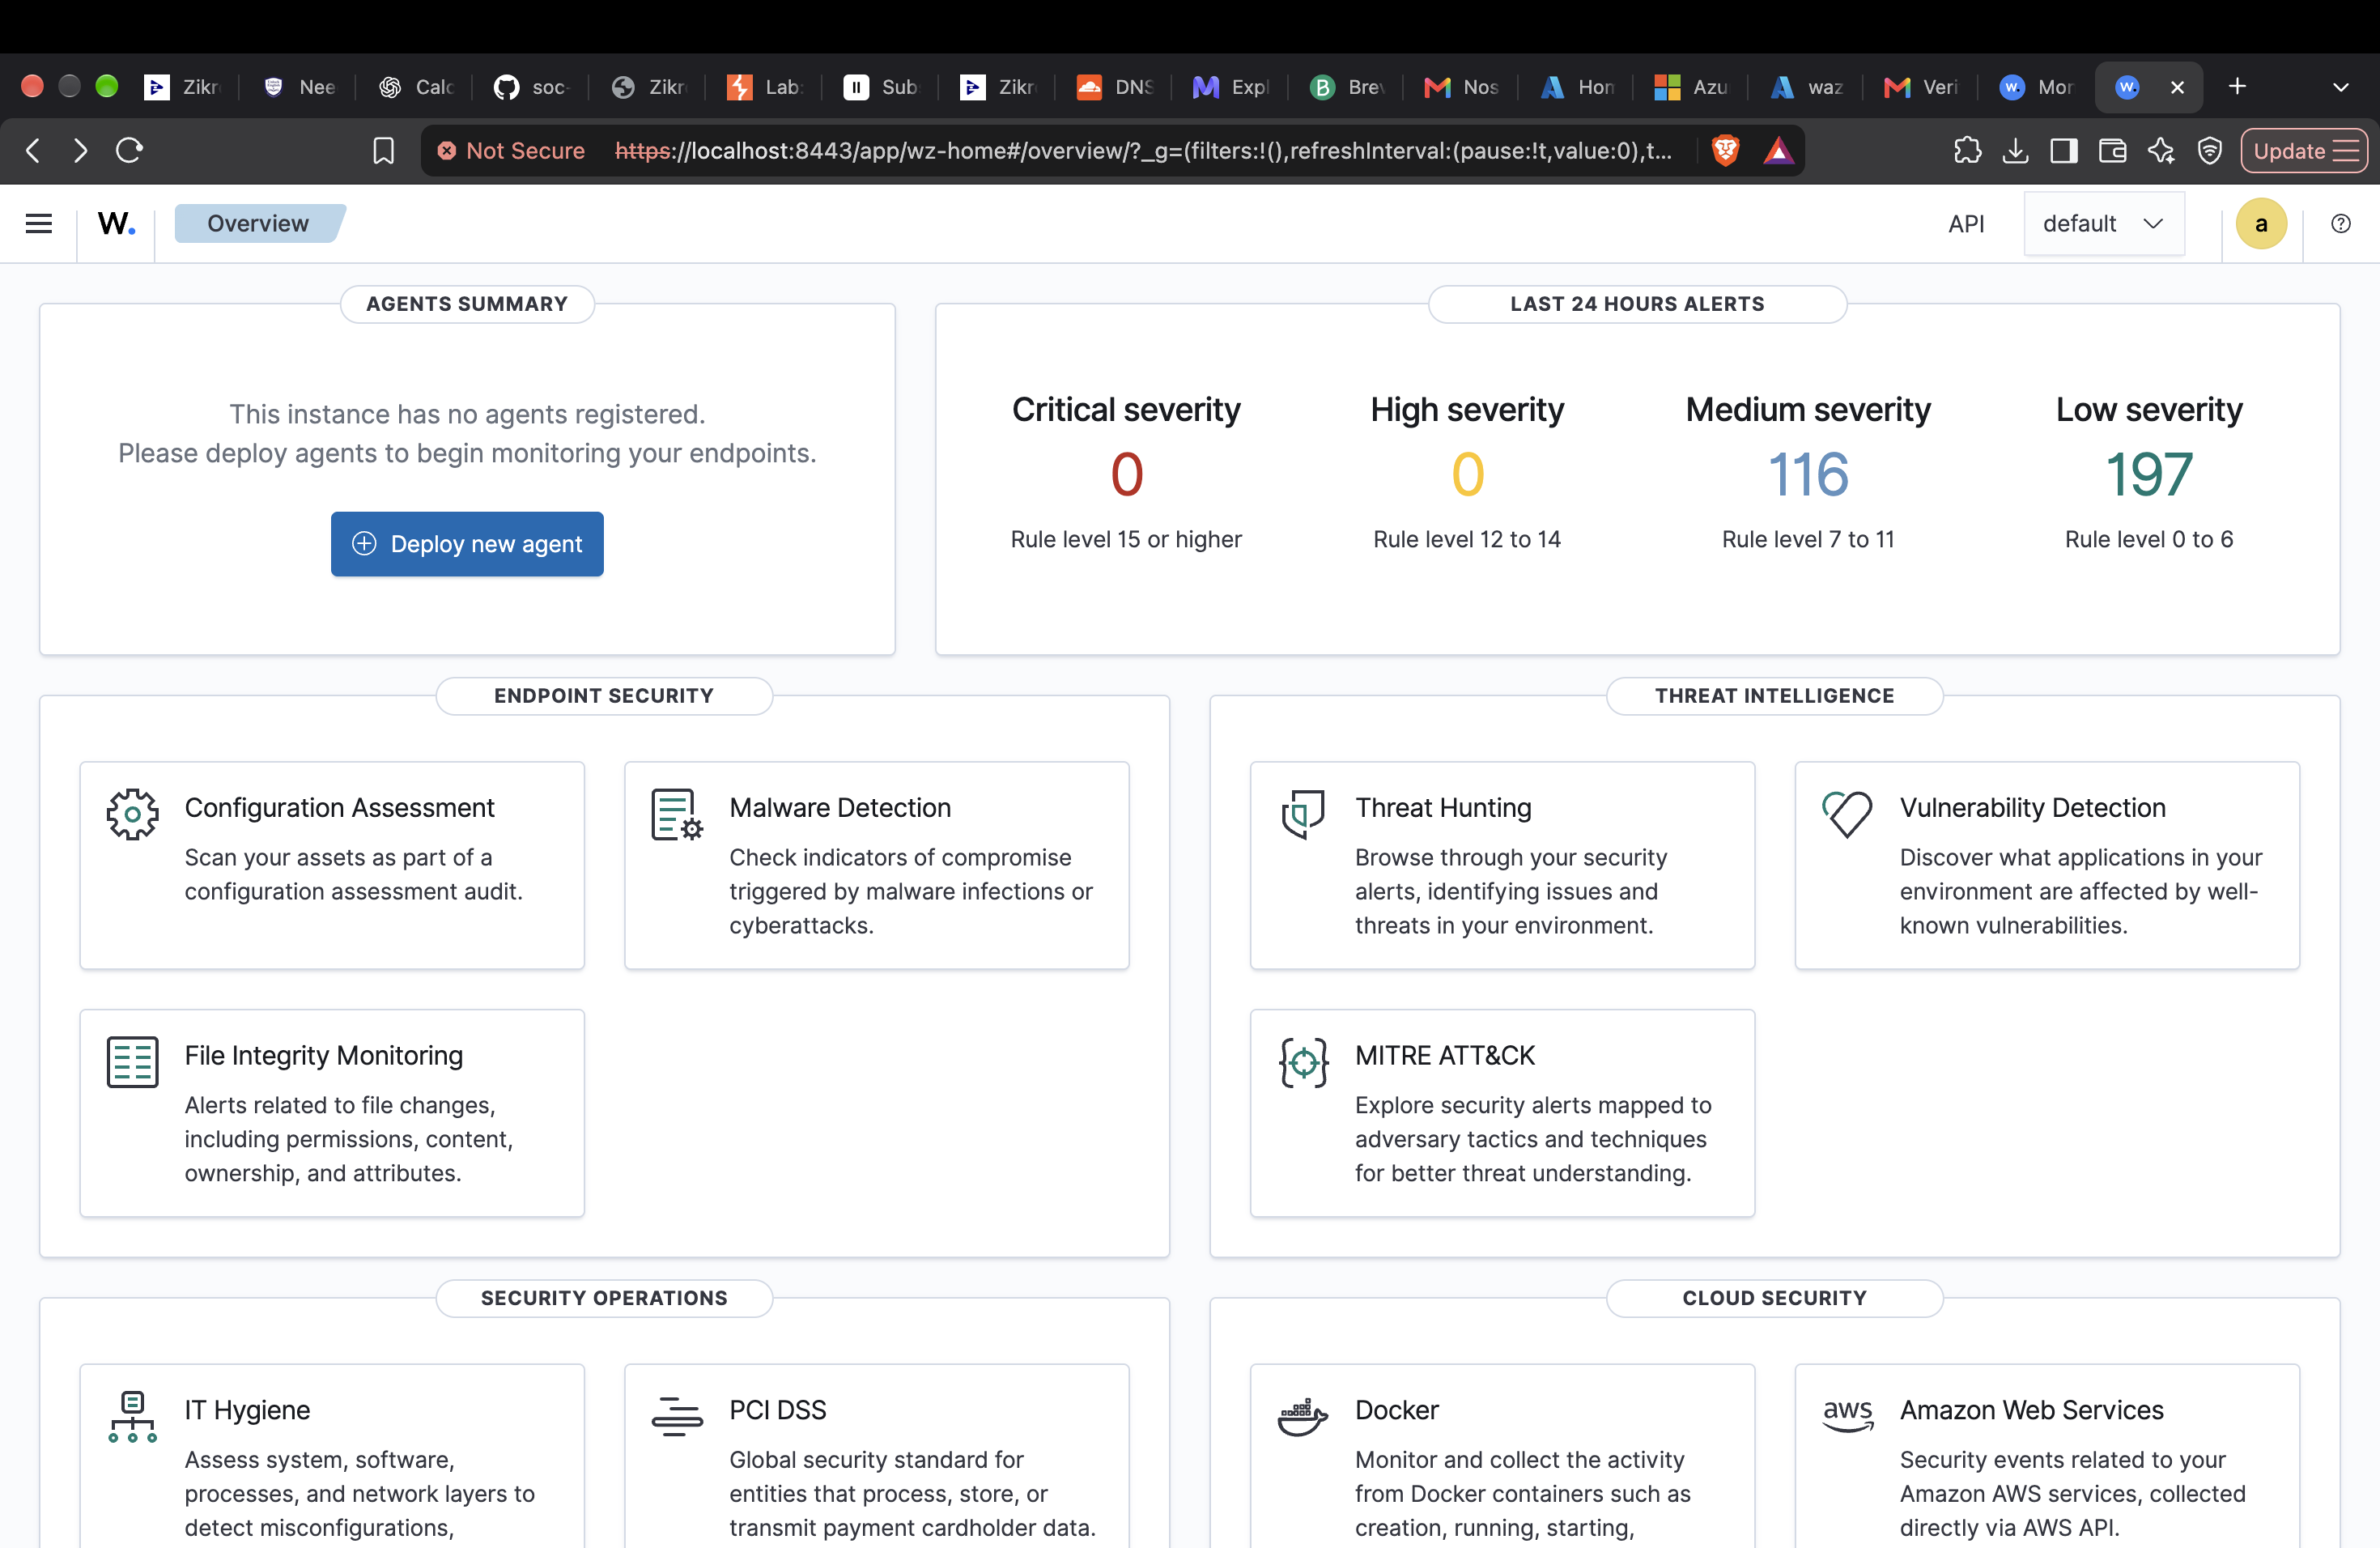 Zikr
Nee
Calc
soc-
Zikr
Lab:
Sub
Zikr
DNS
Expl
Brev
Nos
Hom
Azu
waz
Veri
Mor
Not Secure https://localhost:8443/app/wz-home#/overview/?_g=(filters:!(),refreshInterval:(pause:!t,value:0),t...
Update
W.
Overview
API
default
a
AGENTS SUMMARY
This instance has no agents registered.
Please deploy agents to begin monitoring your endpoints.
Deploy new agent
LAST 24 HOURS ALERTS
Critical severity
0
Rule level 15 or higher
High severity
0
Rule level 12 to 14
Medium severity
116
Rule level 7 to 11
Low severity
197
Rule level 0 to 6
ENDPOINT SECURITY
Configuration Assessment
Scan your assets as part of a
configuration assessment audit.
Malware Detection
Check indicators of compromise
triggered by malware infections or
cyberattacks.
File Integrity Monitoring
Alerts related to file changes,
including permissions, content,
ownership, and attributes.
THREAT INTELLIGENCE
Threat Hunting
Browse through your security
alerts, identifying issues and
threats in your environment.
Vulnerability Detection
Discover what applications in your
environment are affected by well-
known vulnerabilities.
MITRE ATT&CK
Explore security alerts mapped to
adversary tactics and techniques
for better threat understanding.
SECURITY OPERATIONS
IT Hygiene
Assess system, software,
processes, and network layers to
detect misconfigurations,
PCI DSS
Global security standard for
entities that process, store, or
transmit payment cardholder data.
CLOUD SECURITY
Docker
Monitor and collect the activity
from Docker containers such as
creation, running, starting,
aws
Amazon Web Services
Security events related to your
Amazon AWS services, collected
directly via AWS API.